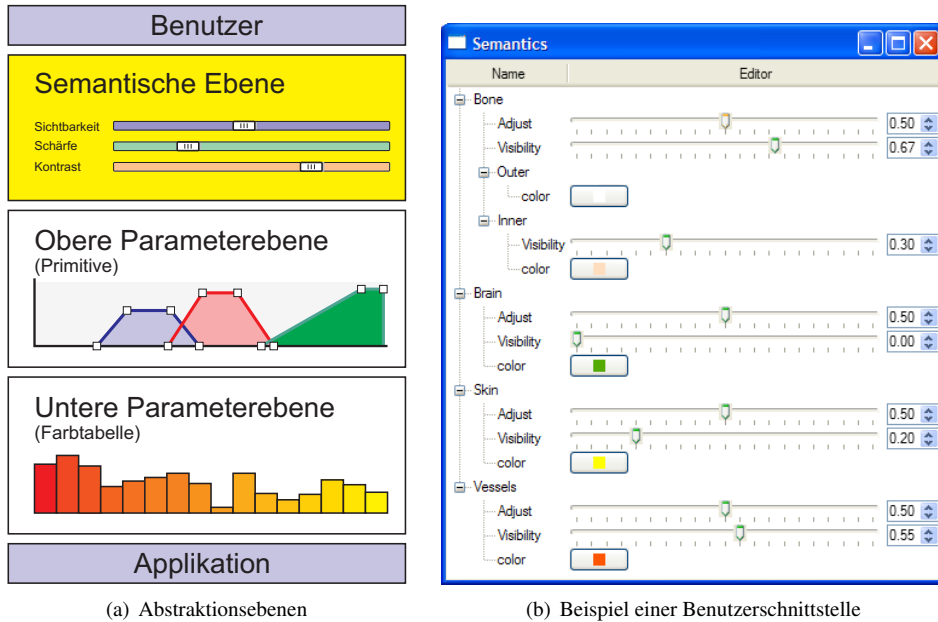 Benutzer
Semantische Ebene
Sichtbarkeit
Schärfe
Kontrast
Obere Parameterebene
(Primitive)
Untere Parameterebene
(Farbtabelle)
Applikation
(a) Abstraktionsebenen
Semantics
Name Editor
Bone
Adjust 0.50
Visibility 0.67
Outer
color
Inner
Visibility 0.30
color
Brain
Adjust 0.50
Visibility 0.00
color
Skin
Adjust 0.50
Visibility 0.20
color
Vessels
Adjust 0.50
Visibility 0.55
color
(b) Beispiel einer Benutzerschnittstelle